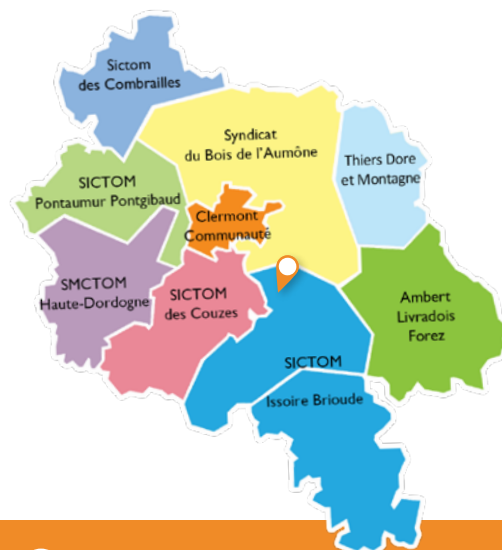 Sictom
des Combrailles
Syndicat
du Bois de l'Aumône
Thiers Dore
et Montagne
SICTOM
Pontaumur Pontgibaud
Clermont
Communauté
SMCTOM
Haute-Dordogne
SICTOM
des Couzes
Ambert
Livradois
Forez
SICTOM
Issoire Brioude